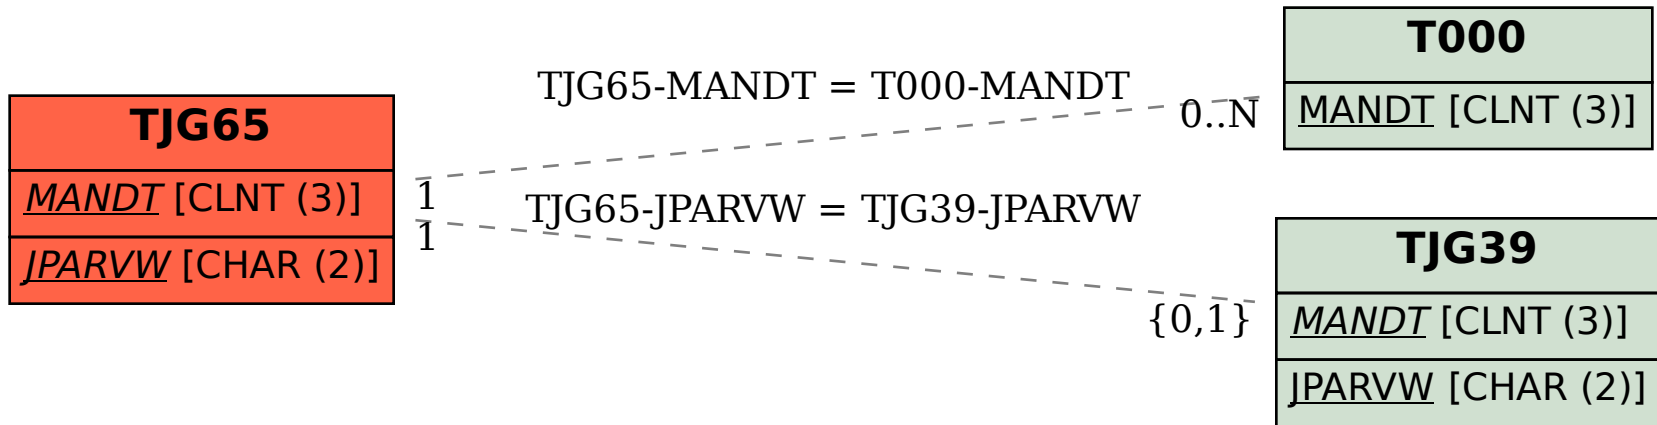 TJG65
MANDT [CLNT (3)]
JPARVW [CHAR (2)]
TJG65-MANDT = T000-MANDT
0..N
1
TJG65-JPARVW = TJG39-JPARVW
1
{0,1}
T000
MANDT [CLNT (3)]
TJG39
MANDT [CLNT (3)]
JPARVW [CHAR (2)]